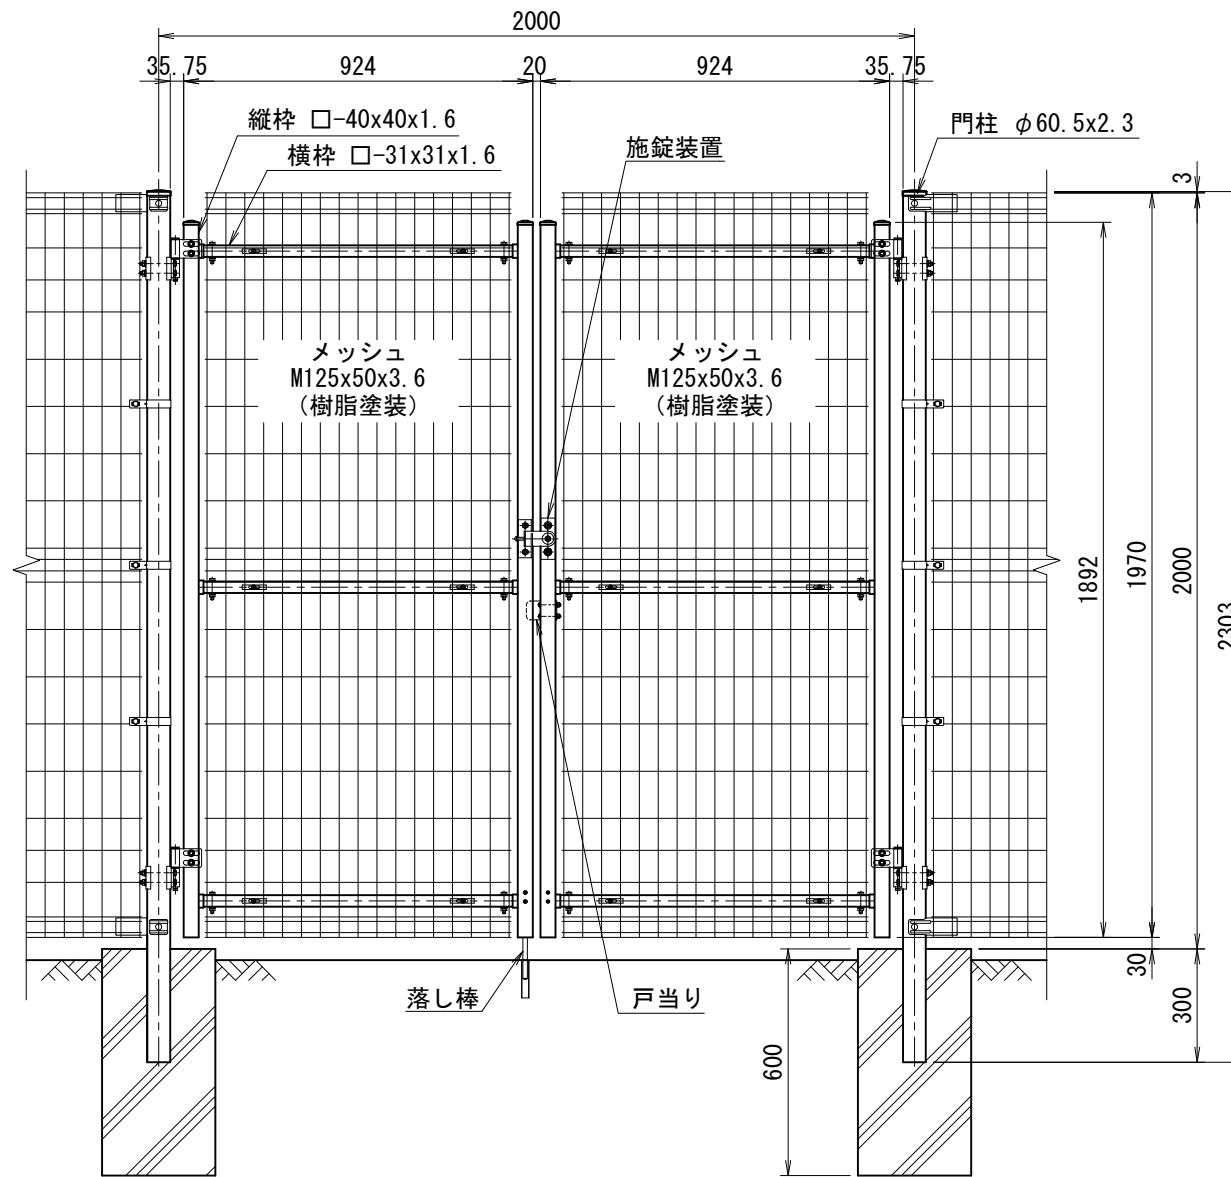 2000
35.75
924
20
924
35.75
縦枠 □-40x40x1.6
横枠 □-31x31x1.6
施錠装置
門柱 φ60.5x2.3
3
メッシュ
M125x50x3.6
(樹脂塗装)
メッシュ
M125x50x3.6
(樹脂塗装)
1892
1970
2000
2303
30
300
600
落し棒
戸当り